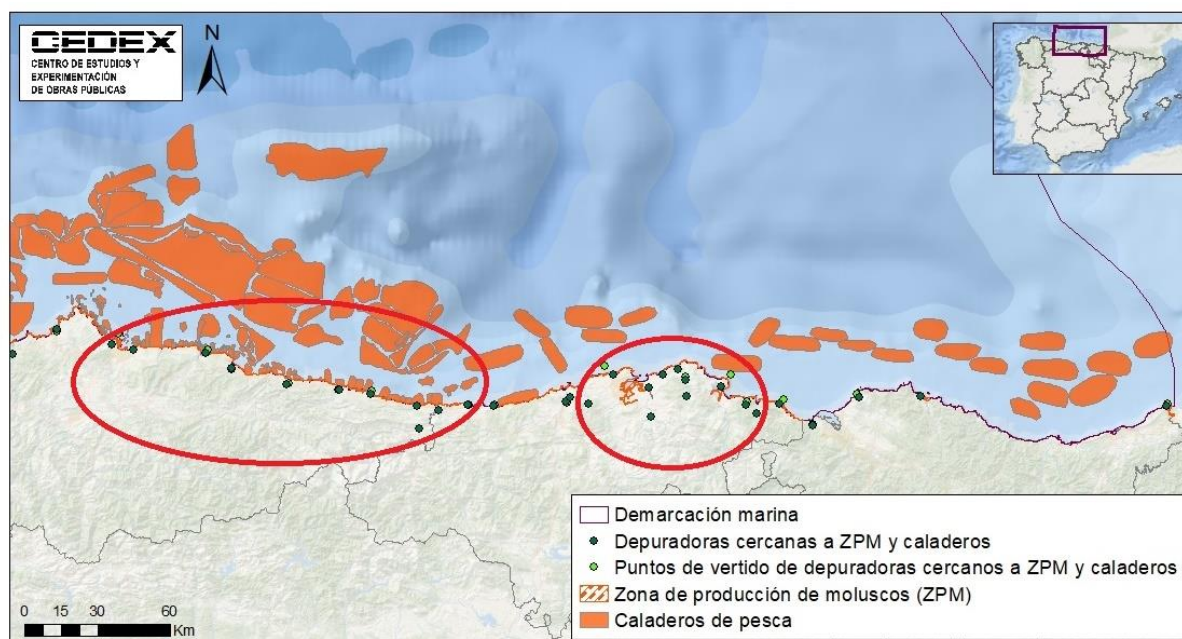 CEDEX
CENTRO DE ESTUDIOS Y
EXPERIMENTACIÓN
DE OBRAS PÚBLICAS
N
Demarcación marina
Depuradoras cercanas a ZPM y caladeros
Puntos de vertido de depuradoras cercanos a ZPM y caladeros
Zona de producción de moluscos (ZPM)
Caladeros de pesca
0 15 30 60
Km